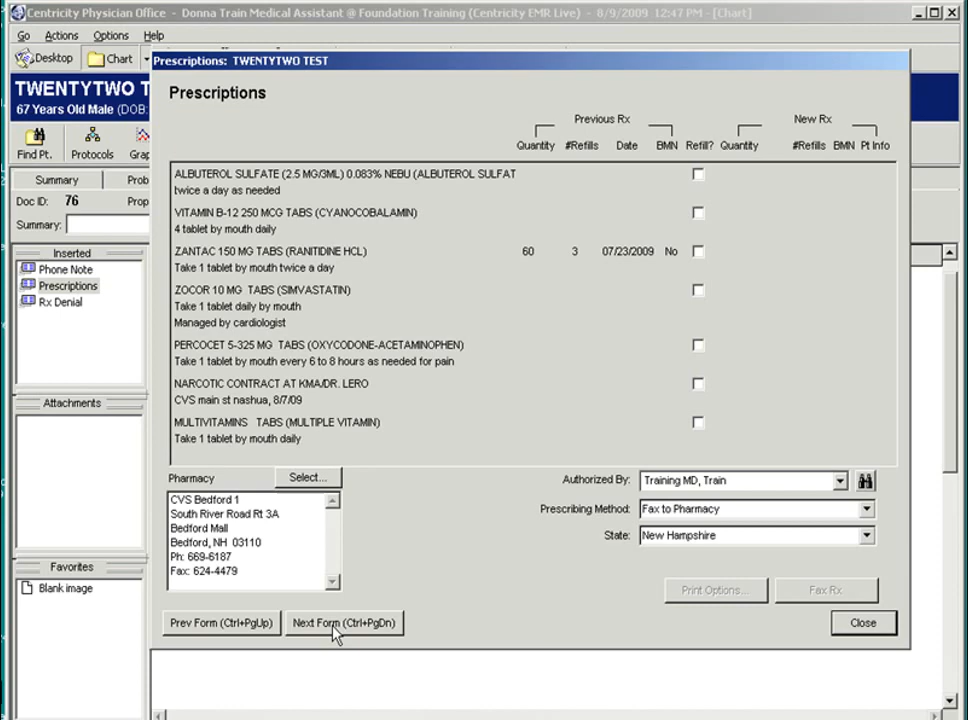 Centricity Physician Office - Donna Train Medical Assistant @ Foundation Training (Centricity EMR Live) - 8/9/2009 12:47 PM - [Chart]
Go Actions Options Help
Desktop Chart
Prescriptions: TWENTYTWO TEST
TWENTYTWO T
67 Years Old Male (DOB:
Find Pt. Protocols Grap
Summary Prob
Doc ID: 76 Prop
Summary:
Inserted
Phone Note
Prescriptions
Rx Denial
Attachments
Favorites
Blank image
Prescriptions
Previous Rx New Rx
Quantity #Refills Date BMN Refill? Quantity #Refills BMN Pt Info
ALBUTEROL SULFATE (2.5 MG/3ML) 0.083% NEBU (ALBUTEROL SULFAT
twice a day as needed
VITAMIN B-12 250 MCG TABS (CYANOCOBALAMIN)
4 tablet by mouth daily
ZANTAC 150 MG TABS (RANITIDINE HCL) 60 3 07/23/2009 No
Take 1 tablet by mouth twice a day
ZOCOR 10 MG TABS (SIMVASTATIN)
Take 1 tablet daily by mouth
Managed by cardiologist
PERCOCET 5-325 MG TABS (OXYCODONE-ACETAMINOPHEN)
Take 1 tablet by mouth every 6 to 8 hours as needed for pain
NARCOTIC CONTRACT AT KMA/DR. LERO
CVS main st nashua, 8/7/09
MULTIVITAMINS TABS (MULTIPLE VITAMIN)
Take 1 tablet by mouth daily
Pharmacy Select...
CVS Bedford 1
South River Road Rt 3A
Bedford Mall
Bedford, NH 03110
Ph: 669-6187
Fax: 624-4479
Authorized By: Training MD, Train
Prescribing Method: Fax to Pharmacy
State: New Hampshire
Print Options... Fax Rx
Prev Form (Ctrl+PgUp) Next Form (Ctrl+PgDn) Close